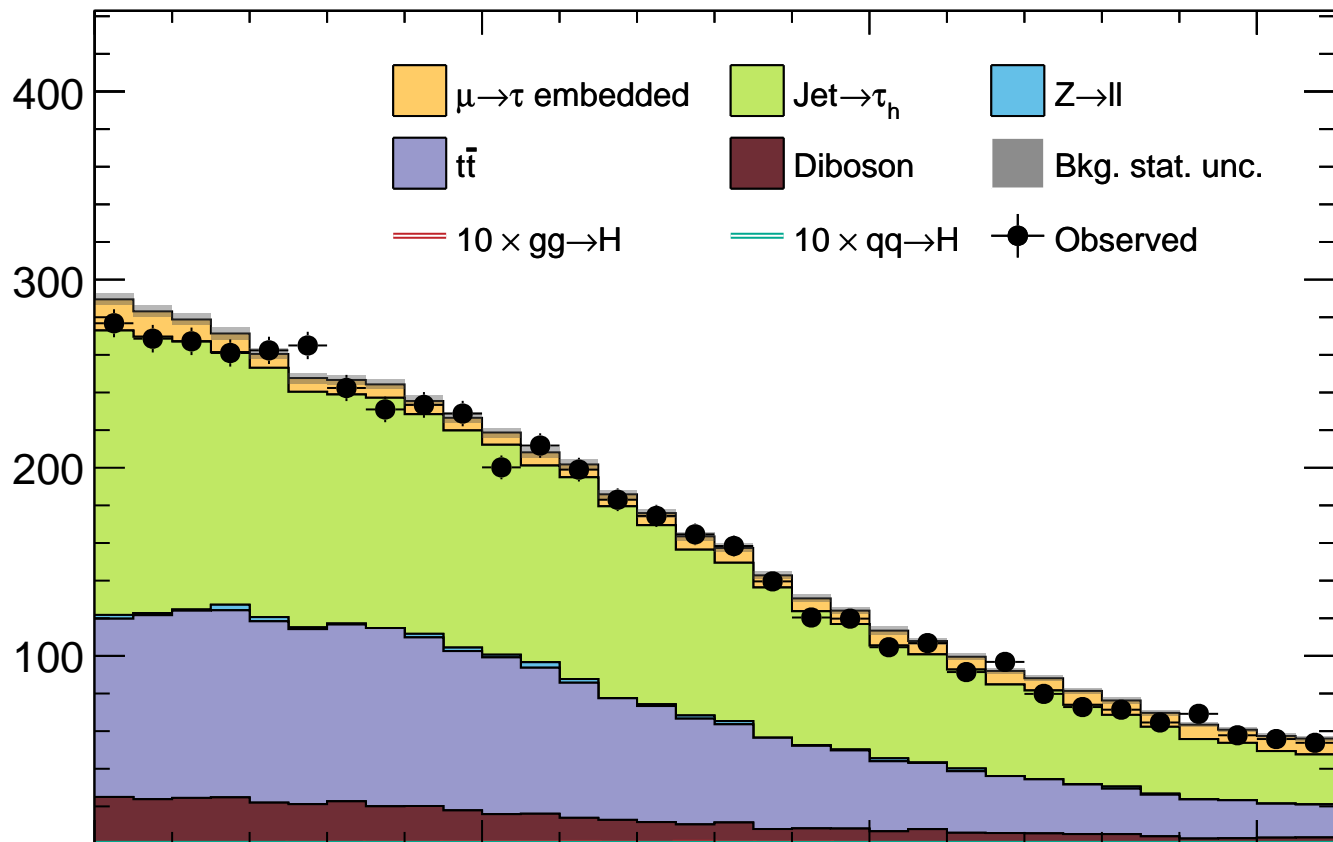 400
μ→τ embedded Jet→τh Z→ll
tt̄ Diboson Bkg. stat. unc.
10 × gg→H 10 × qq→H Observed
300
200
100